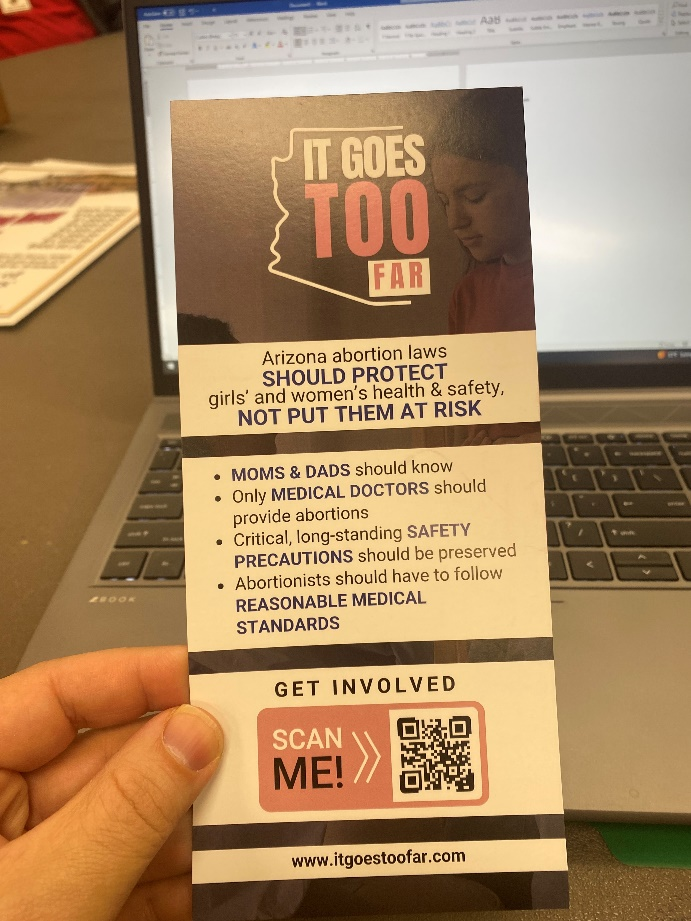 IT GOES
TOO
FAR
Arizona abortion laws
SHOULD PROTECT
girls' and women's health & safety,
NOT PUT THEM AT RISK
• MOMS & DADS should know
• Only MEDICAL DOCTORS should
provide abortions
• Critical, long-standing SAFETY
PRECAUTIONS should be preserved
• Abortionists should have to follow
REASONABLE MEDICAL
STANDARDS
GET INVOLVED
SCAN
ME!
www.itgoestoofar.com